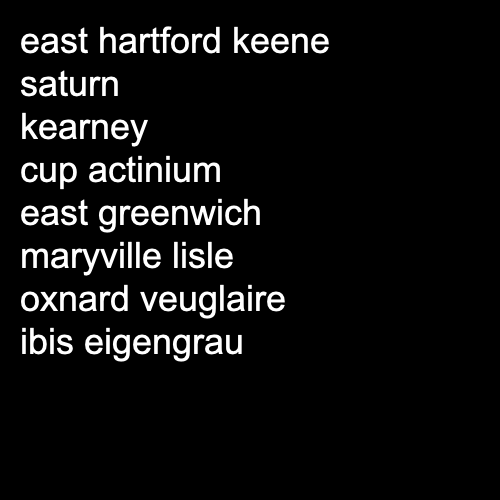 east hartford keene
saturn
kearney
cup actinium
east greenwich
maryville lisle
oxnard veuglaire
ibis eigengrau